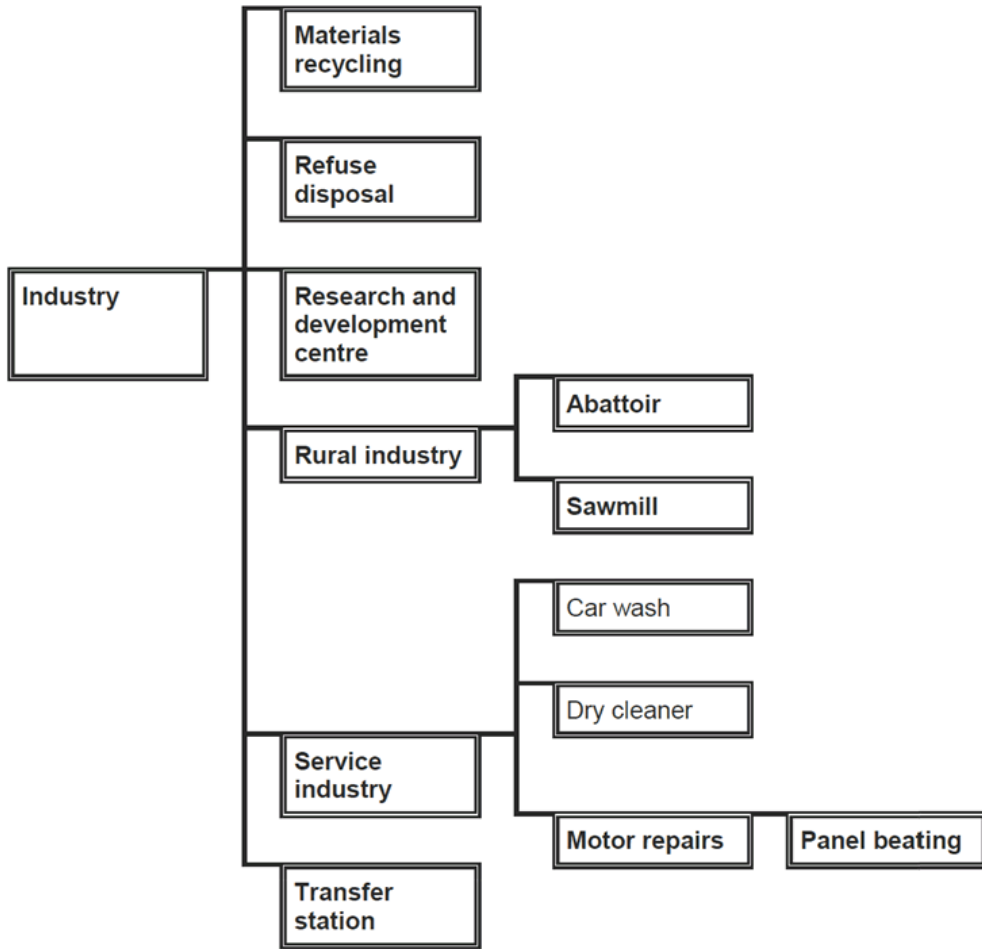 Materials
recycling
Refuse
disposal
Industry
Research and
development
centre
Abattoir
Rural industry
Sawmill
Car wash
Dry cleaner
Service
industry
Motor repairs
Panel beating
Transfer
station